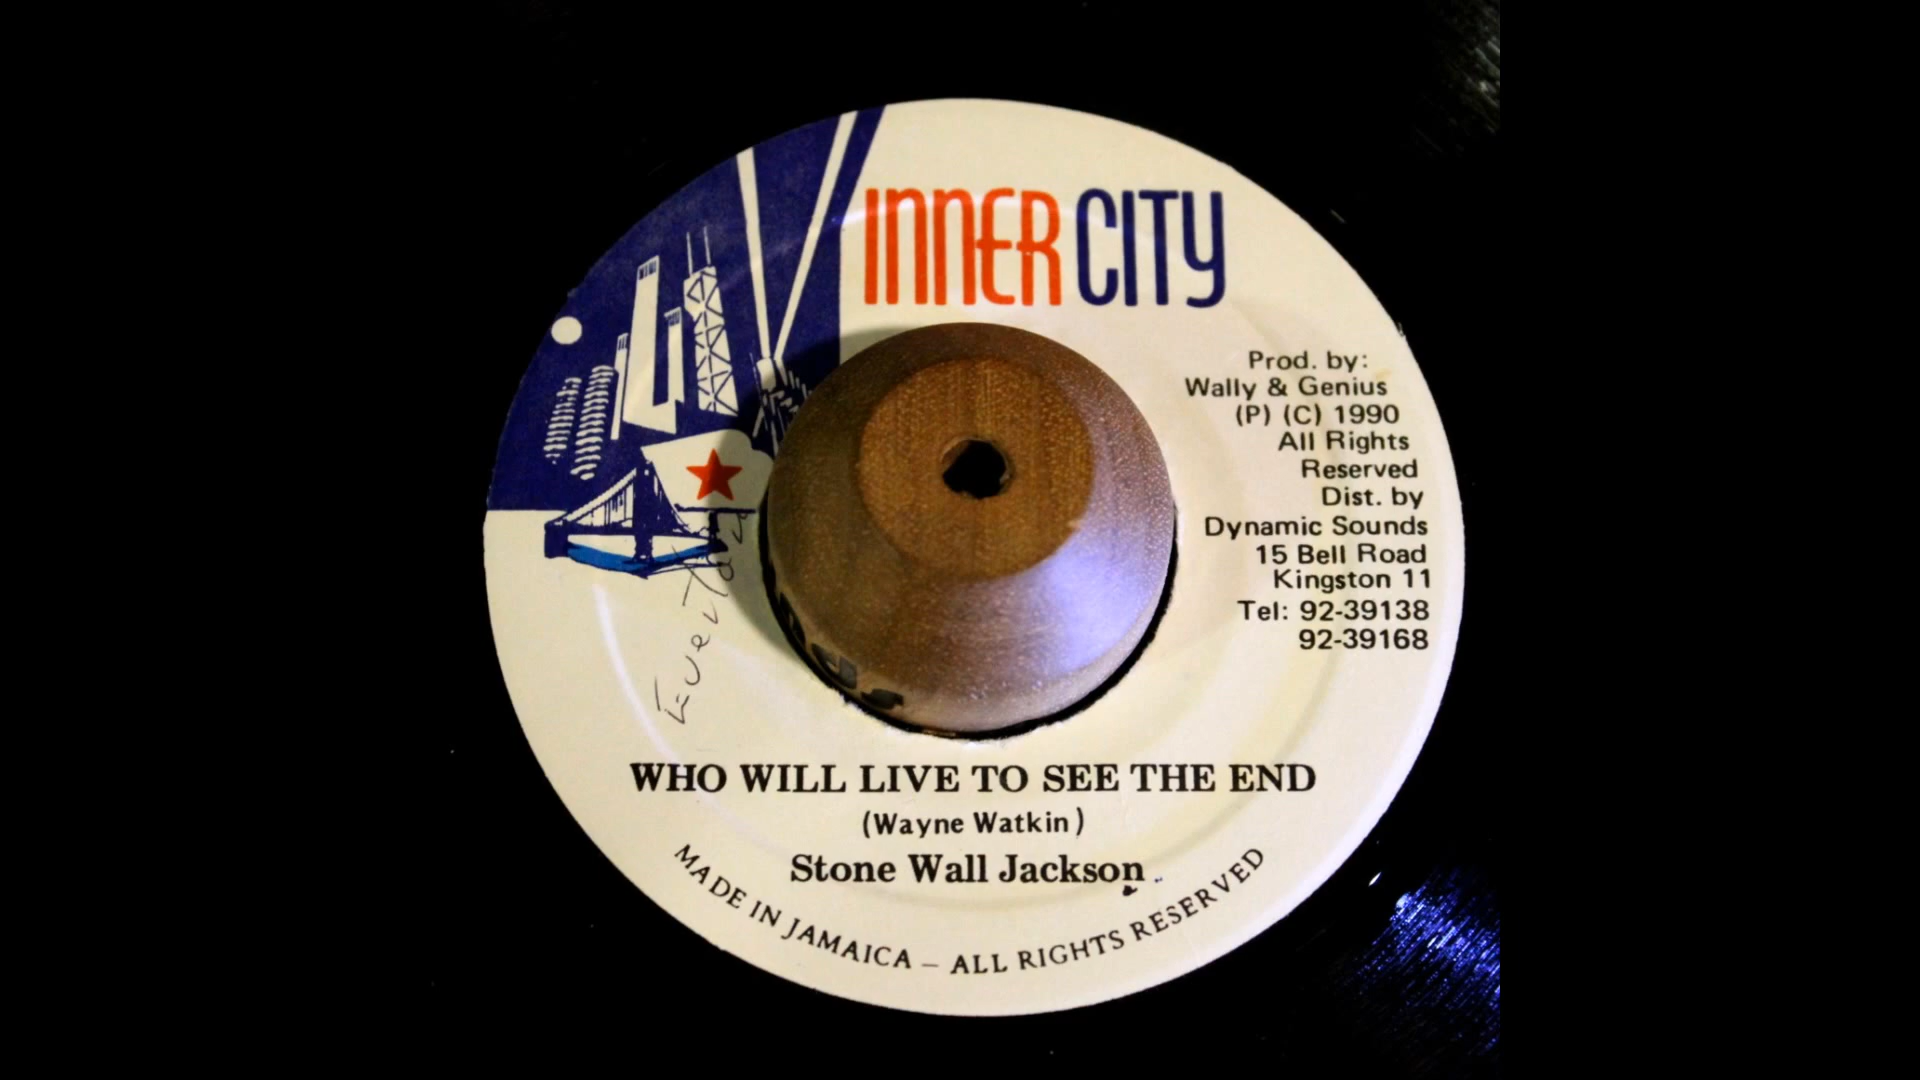 INNER CITY
Prod. by:
Wally & Genius
(P) (C) 1990
All Rights
Reserved
Dist. by
Dynamic Sounds
15 Bell Road
Kingston 11
Tel: 92-39138
92-39168
WHO WILL LIVE TO SEE THE END
(Wayne Watkin)
Stone Wall Jackson
MADE IN JAMAICA – ALL RIGHTS RESERVED